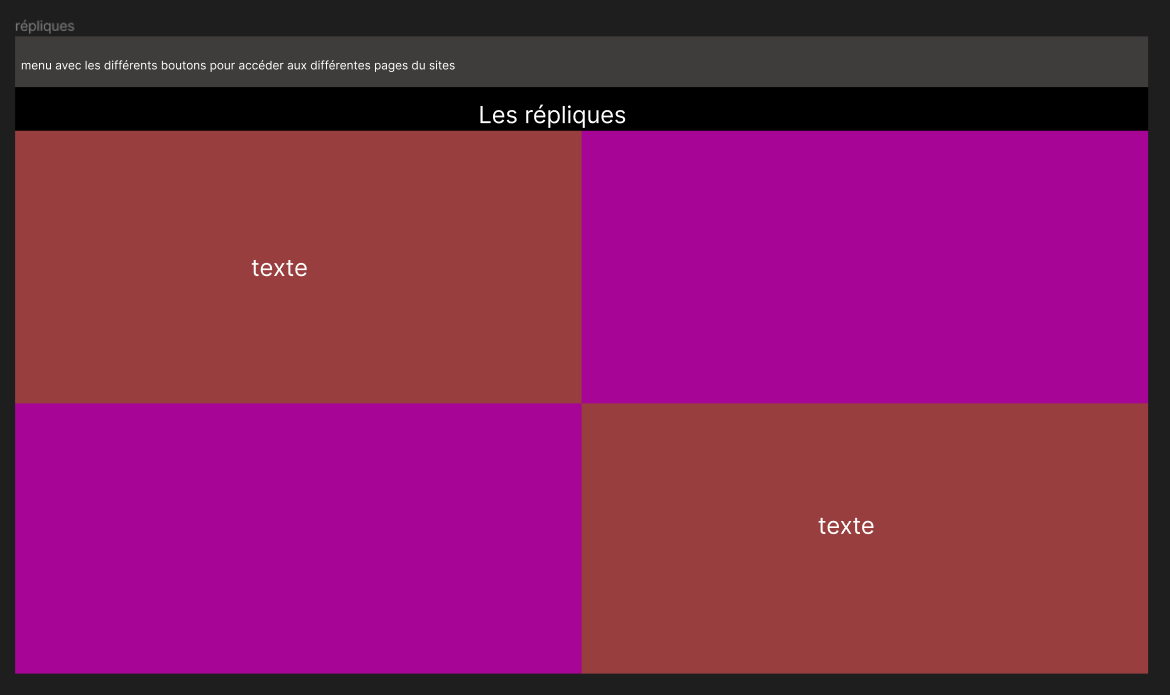 répliques
menu avec les différents boutons pour accéder aux différentes pages du sites
Les répliques
texte
texte